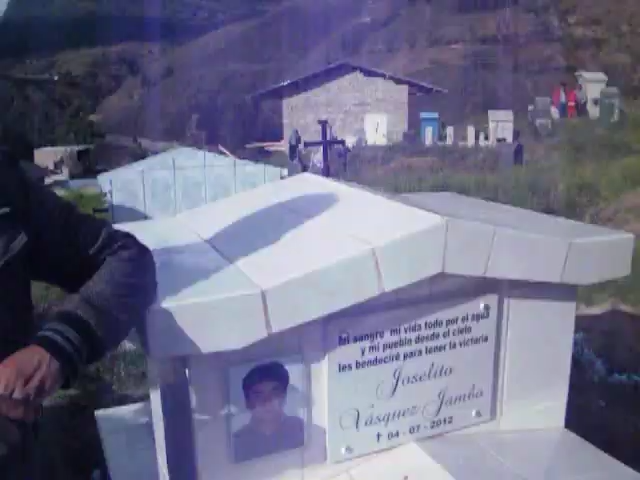 Mi sangre mi vida todo por el agua
y mi pueblo desde el cielo
les bendeciré para tener la victoria
Joselito
Vásquez Jambo
† 04 - 07 - 2012